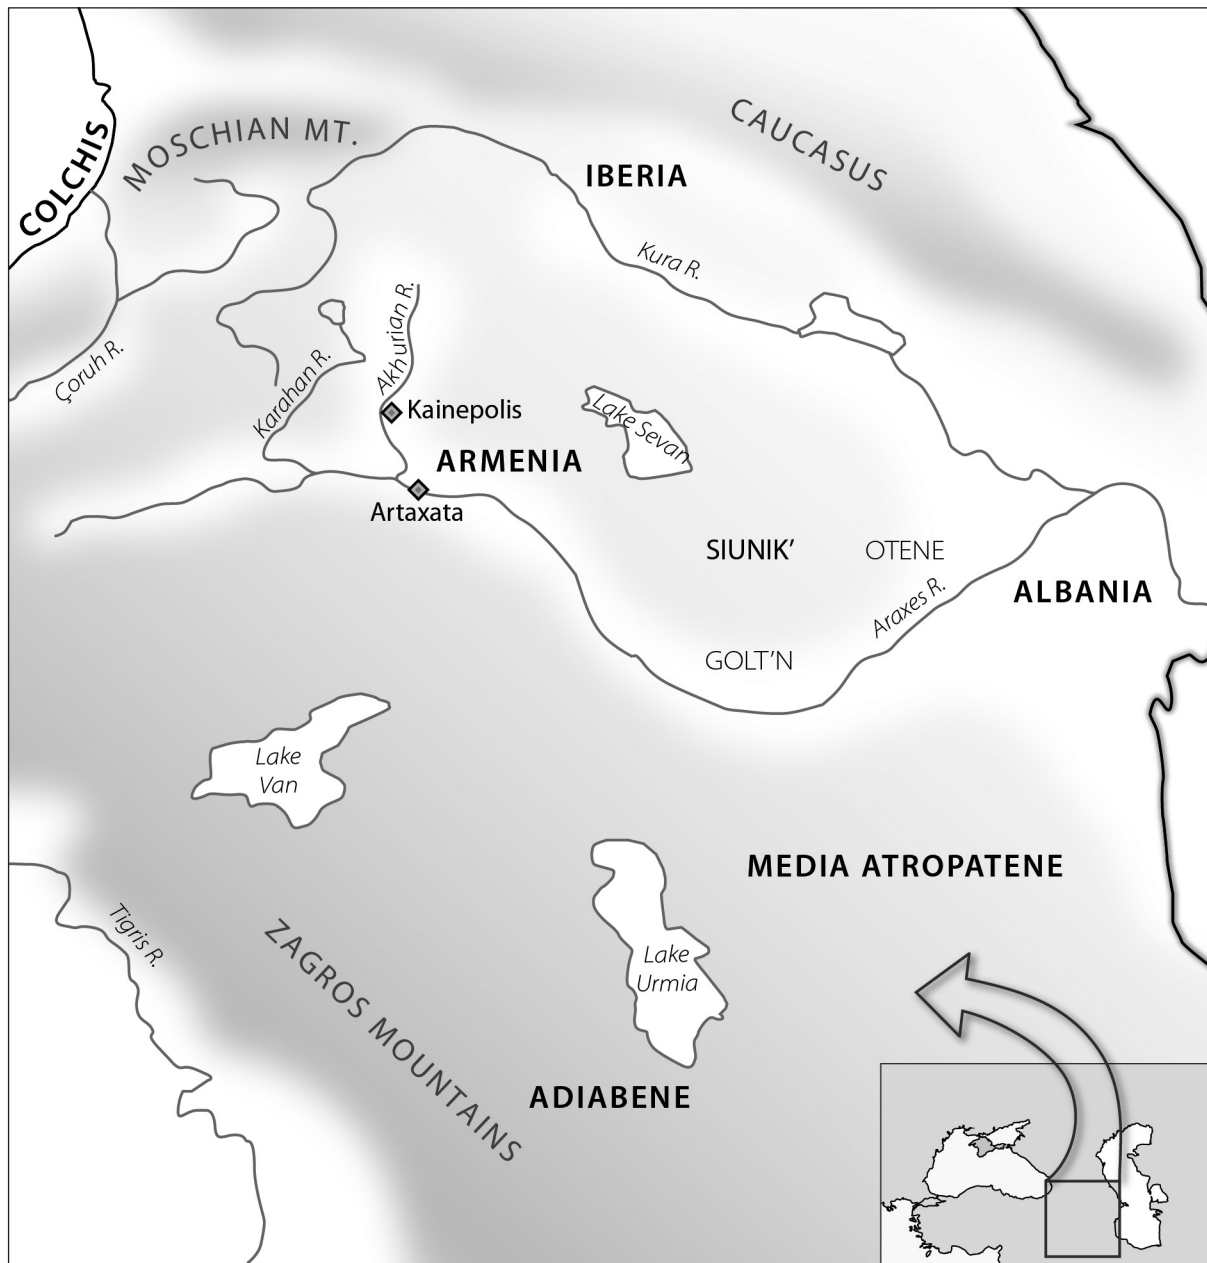 CAUCASUS
MOSCHIAN MT.
COLCHIS
IBERIA
Kura R.
Akhurian R.
Çoruh R.
Karahan R.
Kainepolis
Lake Sevan
ARMENIA
Artaxata
SIUNIK’
OTENE
ALBANIA
Araxes R.
GOLT’N
Lake
Van
MEDIA ATROPATENE
Tigris R.
ZAGROS MOUNTAINS
Lake
Urmia
ADIABENE